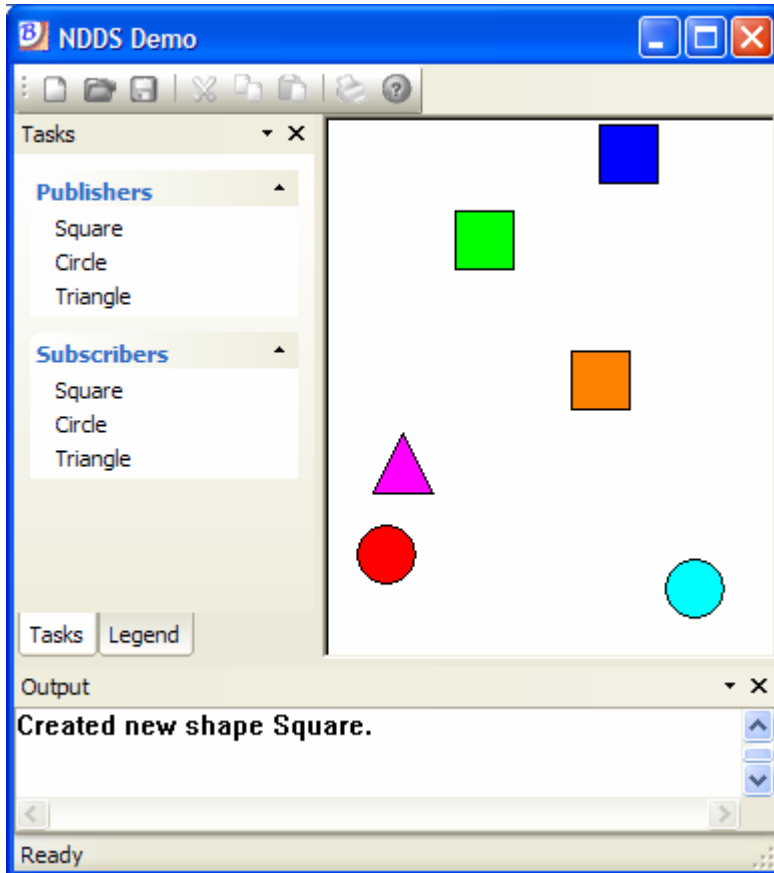 NDDS Demo
Tasks
Publishers
Square
Circle
Triangle
Subscribers
Square
Circle
Triangle
Tasks Legend
Output
Created new shape Square.
Ready